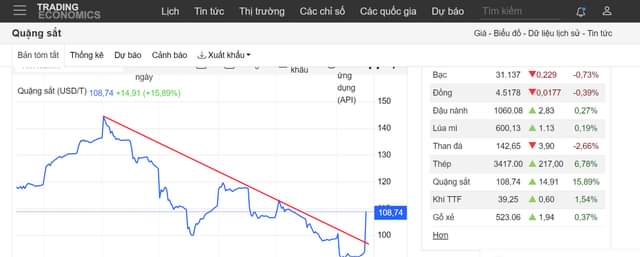 TRADING
ECONOMICS
Lịch Tin tức Thị trường Các chỉ số Các quốc gia Dự báo Tìm kiếm
Quặng sắt
Giá - Biểu đồ - Dữ liệu lịch sử - Tin tức
Bản tóm tắt Thống kê Dự báo Cảnh báo Xuất khẩu
ngày khẩu ứng
dụng
(API)
Quặng sắt (USD/T) 108,74 +14,91 (+15,89%)
150
140
130
120
110
108,74
100
Bạc 31.137 0,229 -0,73%
Đồng 4.5178 0,0177 -0,39%
Đậu nành 1060.08 2,83 0,27%
Lúa mì 600,13 1,13 0,19%
Than đá 142.65 3,90 -2,66%
Thép 3417.00 217,00 6,78%
Quặng sắt 108,74 14,91 15,89%
Khí TTF 39,25 0,60 1,54%
Gỗ xẻ 523.06 1,94 0,37%
Hơn